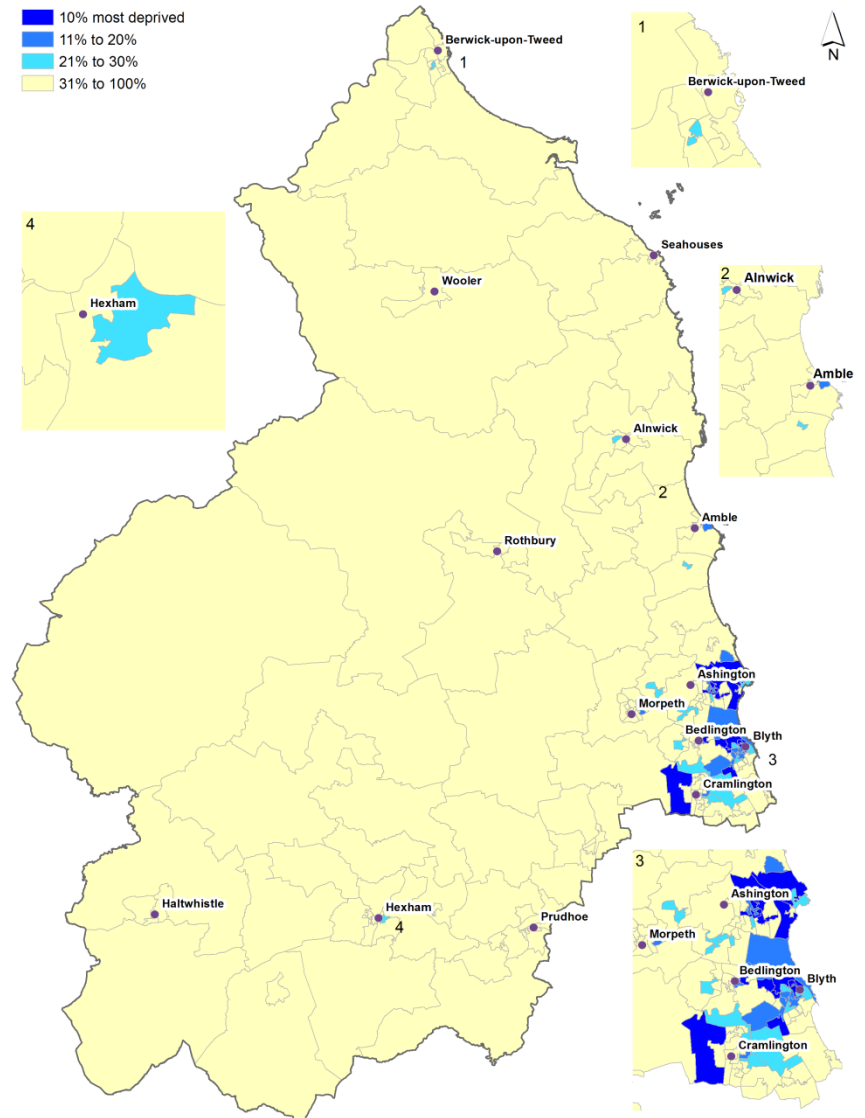 10% most deprived
11% to 20%
21% to 30%
31% to 100%
Berwick-upon-Tweed
1
1
Berwick-upon-Tweed
N
4
Hexham
Seahouses
Wooler
2
Alnwick
Amble
Alnwick
2
Amble
Rothbury
Ashington
Morpeth
Bedlington
Blyth
3
Cramlington
3
Ashington
Morpeth
Bedlington
Blyth
Cramlington
Haltwhistle
Hexham
4
Prudhoe